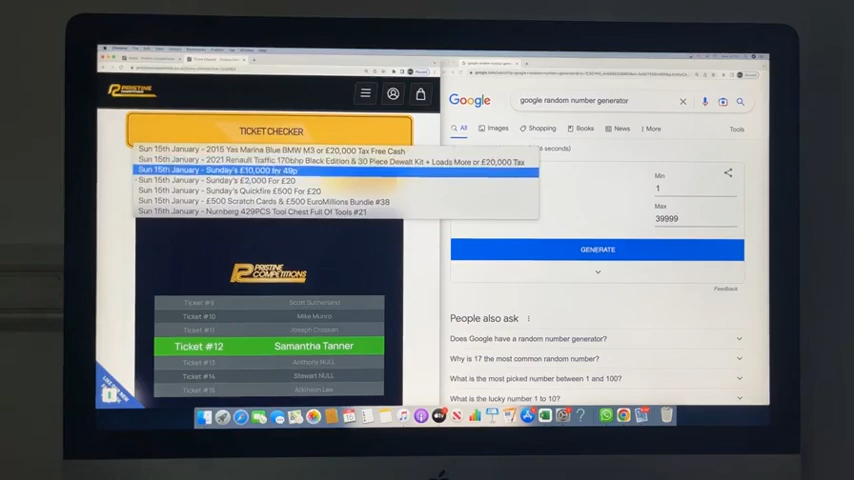 PRISTINE
COMPETITIONS
TICKET CHECKER
Sun 15th January - 2015 Yas Marina Blue BMW M3 or £20,000 Tax Free Cash
Sun 15th January - 2021 Renault Traffic 170bhp Black Edition & 30 Piece Dewalt Kit + Loads More or £20,000 Tax
Sun 15th January - Sunday's £10,000 for 49p
Sun 15th January - Sunday's £2,000 For £20
Sun 15th January - Sunday's Quickfire £500 For £20
Sun 15th January - £500 Scratch Cards & £500 EuroMillions Bundle #38
Sun 15th January - Nurnberg 429PCS Tool Chest Full Of Tools #21
PRISTINE
COMPETITIONS
Ticket #9 Scott Sutherland
Ticket #10 Mike Munro
Ticket #11 Joseph Crossan
Ticket #12 Samantha Tanner
Ticket #13 Anthony NULL
Ticket #14 Stewart NULL
Ticket #15 Atkinson Lee
LIKE OUR NEW
Google
google random number generator
All Images Shopping Books News More Tools
seconds)
Min
1
Max
39999
GENERATE
Feedback
People also ask
Does Google have a random number generator?
Why is 17 the most common random number?
What is the most picked number between 1 and 100?
What is the lucky number 1 to 10?